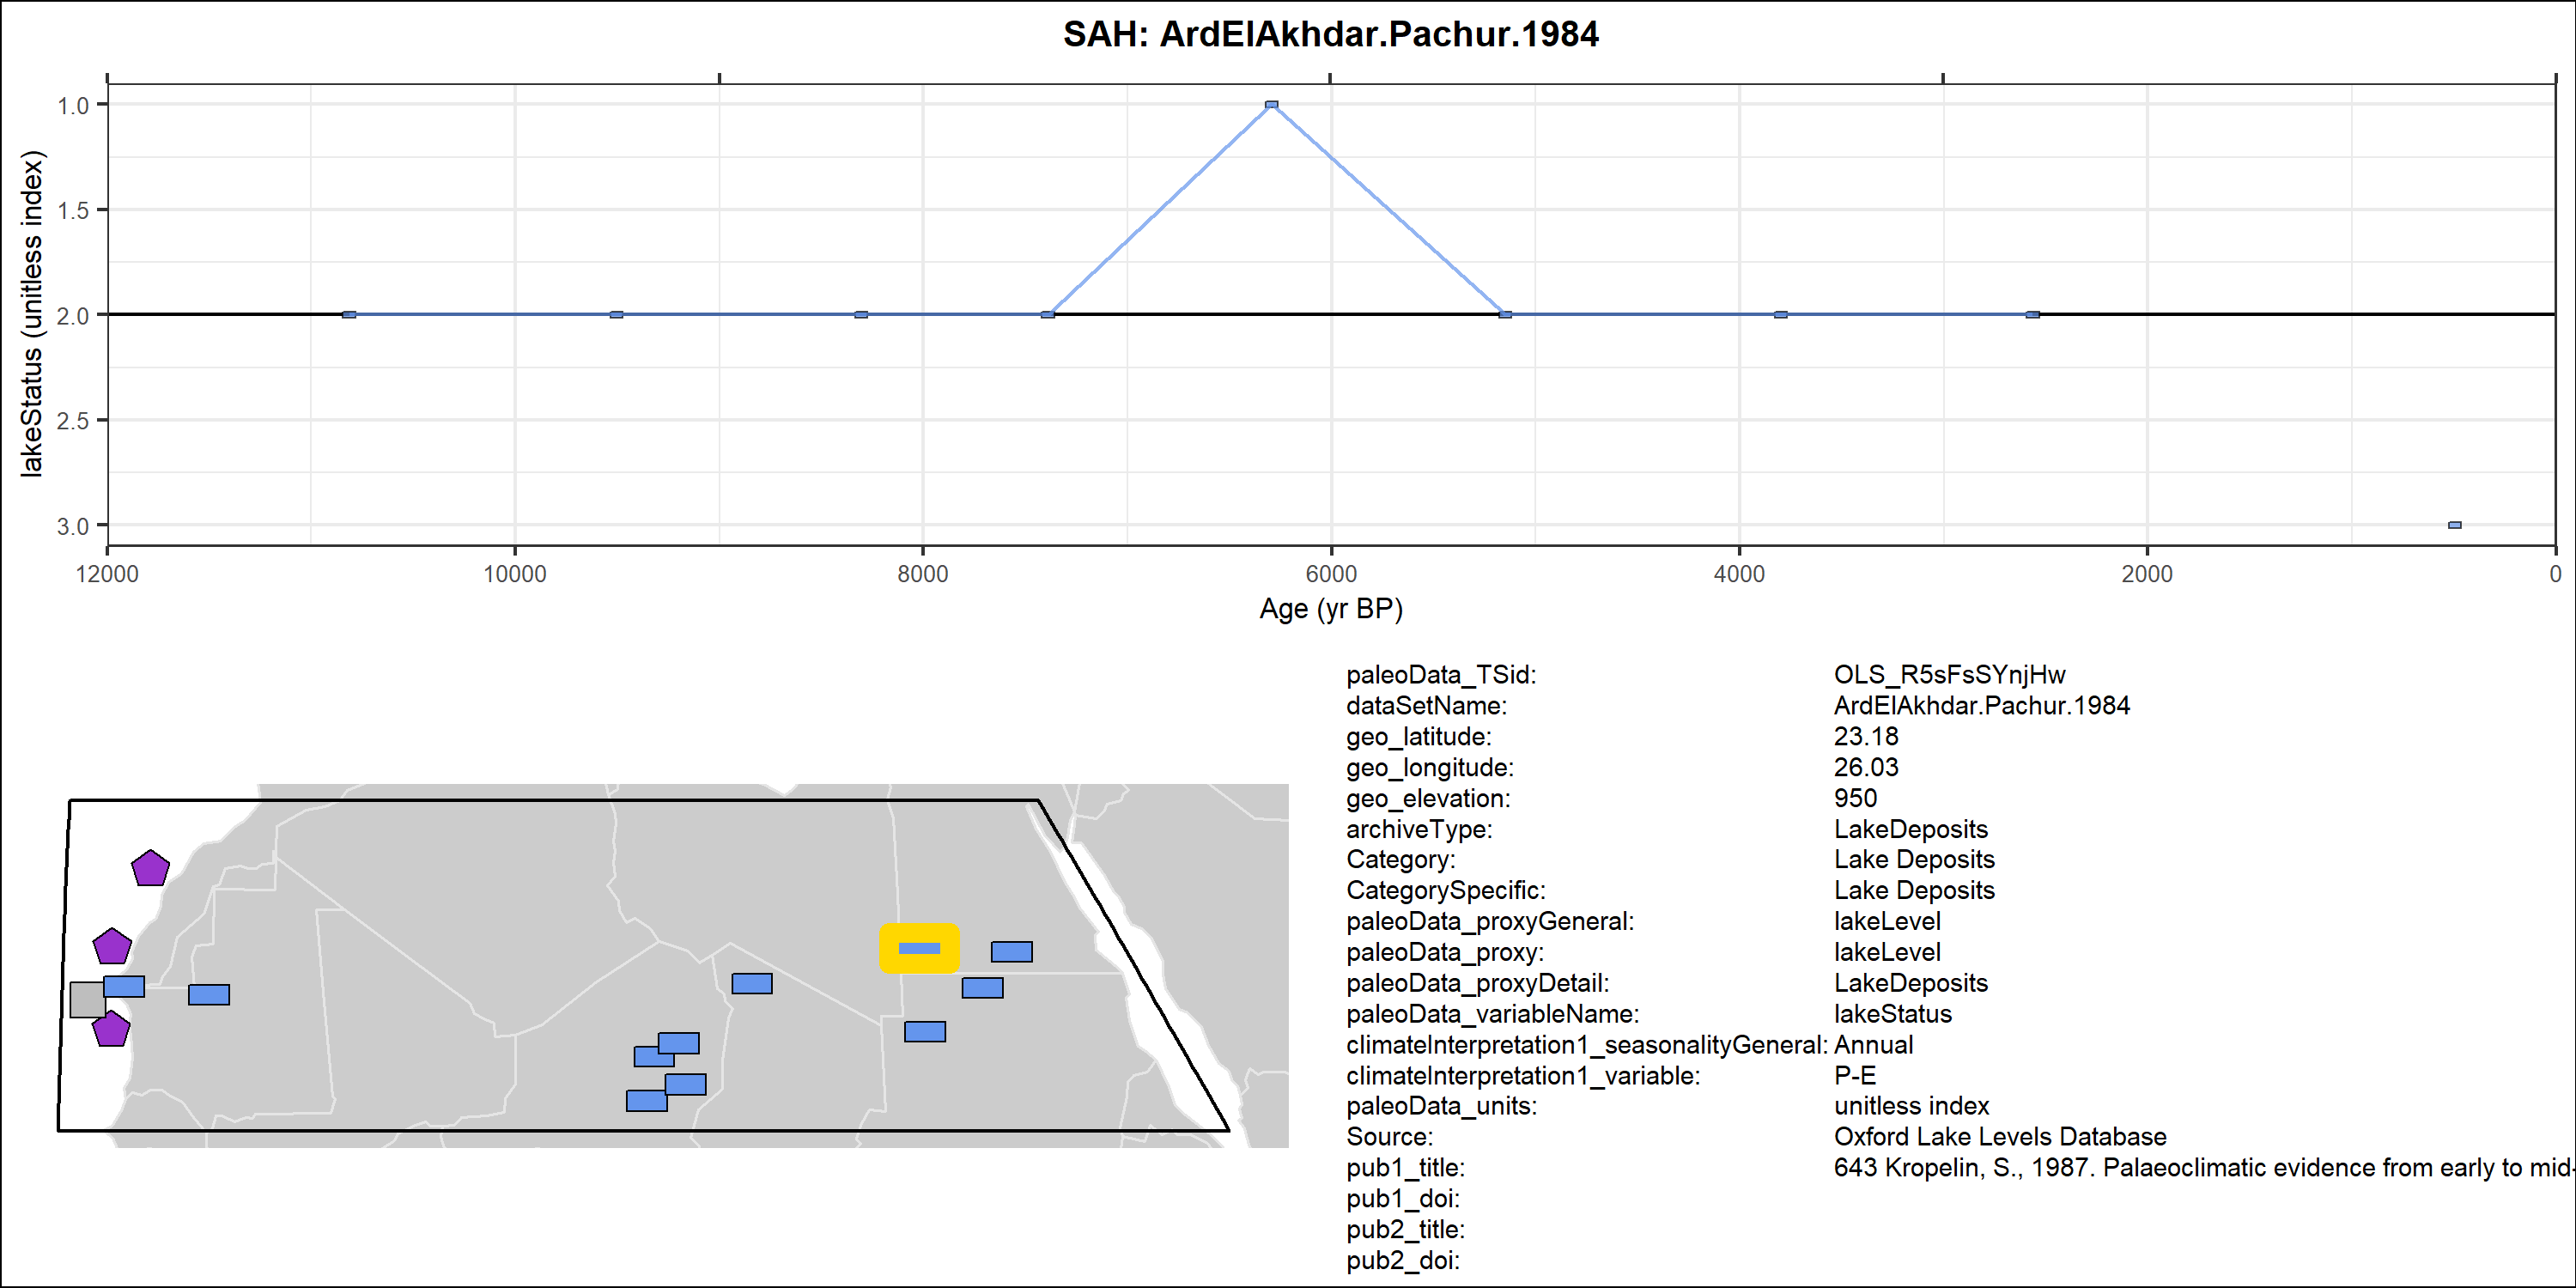 SAH: ArdElAkhdar.Pachur.1984
lakeStatus (unitless index)
1.0
1.5
2.0
2.5
3.0
12000 10000 8000 6000 4000 2000 0
Age (yr BP)
paleoData_TSid: OLS_R5sFsSYnjHw
dataSetName: ArdElAkhdar.Pachur.1984
geo_latitude: 23.18
geo_longitude: 26.03
geo_elevation: 950
archiveType: LakeDeposits
Category: Lake Deposits
CategorySpecific: Lake Deposits
paleoData_proxyGeneral: lakeLevel
paleoData_proxy: lakeLevel
paleoData_proxyDetail: LakeDeposits
paleoData_variableName: lakeStatus
climateInterpretation1_seasonalityGeneral: Annual
climateInterpretation1_variable: P-E
paleoData_units: unitless index
Source: Oxford Lake Levels Database
pub1_title: 643 Kropelin, S., 1987. Palaeoclimatic evidence from early to mid-
pub1_doi:
pub2_title:
pub2_doi: